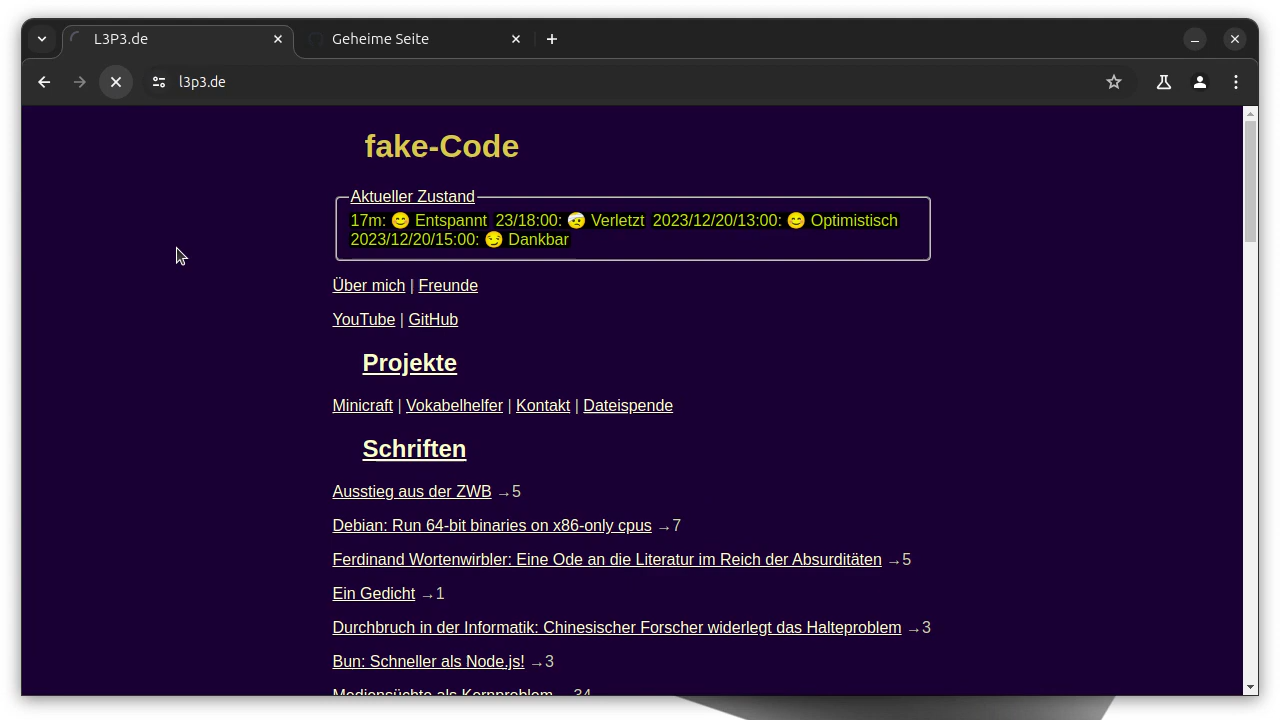 L3P3.de
Geheime Seite
l3p3.de
fake-Code
Aktueller Zustand
17m: 😊 Entspannt 23/18:00: 🤕 Verletzt 2023/12/20/13:00: 😊 Optimistisch
2023/12/20/15:00: 😏 Dankbar
Über mich | Freunde
YouTube | GitHub
Projekte
Minicraft | Vokabelhelfer | Kontakt | Dateispende
Schriften
Ausstieg aus der ZWB →5
Debian: Run 64-bit binaries on x86-only cpus →7
Ferdinand Wortenwirbler: Eine Ode an die Literatur im Reich der Absurditäten →5
Ein Gedicht →1
Durchbruch in der Informatik: Chinesischer Forscher widerlegt das Halteproblem →3
Bun: Schneller als Node.js! →3
Mediensüchte als Kernproblem →34